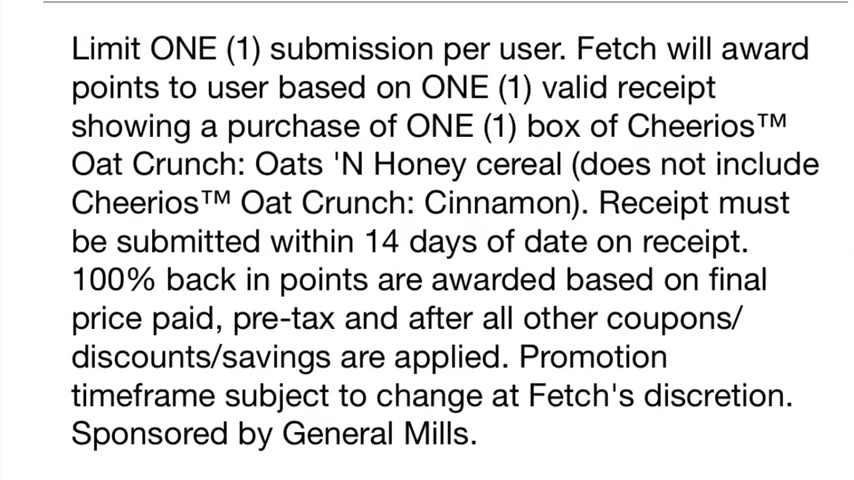 Limit ONE (1) submission per user. Fetch will award
points to user based on ONE (1) valid receipt
showing a purchase of ONE (1) box of Cheerios™
Oat Crunch: Oats 'N Honey cereal (does not include
Cheerios™ Oat Crunch: Cinnamon). Receipt must
be submitted within 14 days of date on receipt.
100% back in points are awarded based on final
price paid, pre-tax and after all other coupons/
discounts/savings are applied. Promotion
timeframe subject to change at Fetch's discretion.
Sponsored by General Mills.